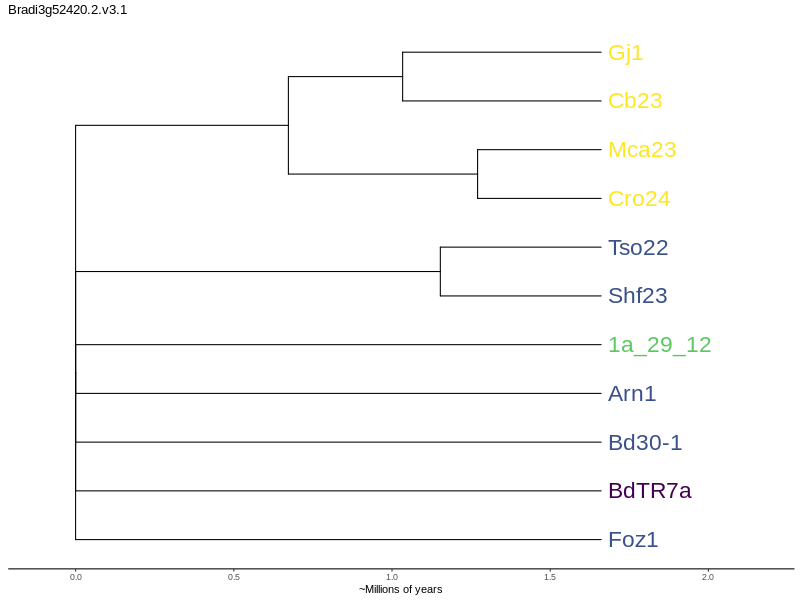 Bradi3g52420.2.v3.1
Gj1
Cb23
Mca23
Cro24
Tso22
Shf23
1a_29_12
Arn1
Bd30-1
BdTR7a
Foz1
0.0 0.5 1.0 1.5 2.0
~Millions of years